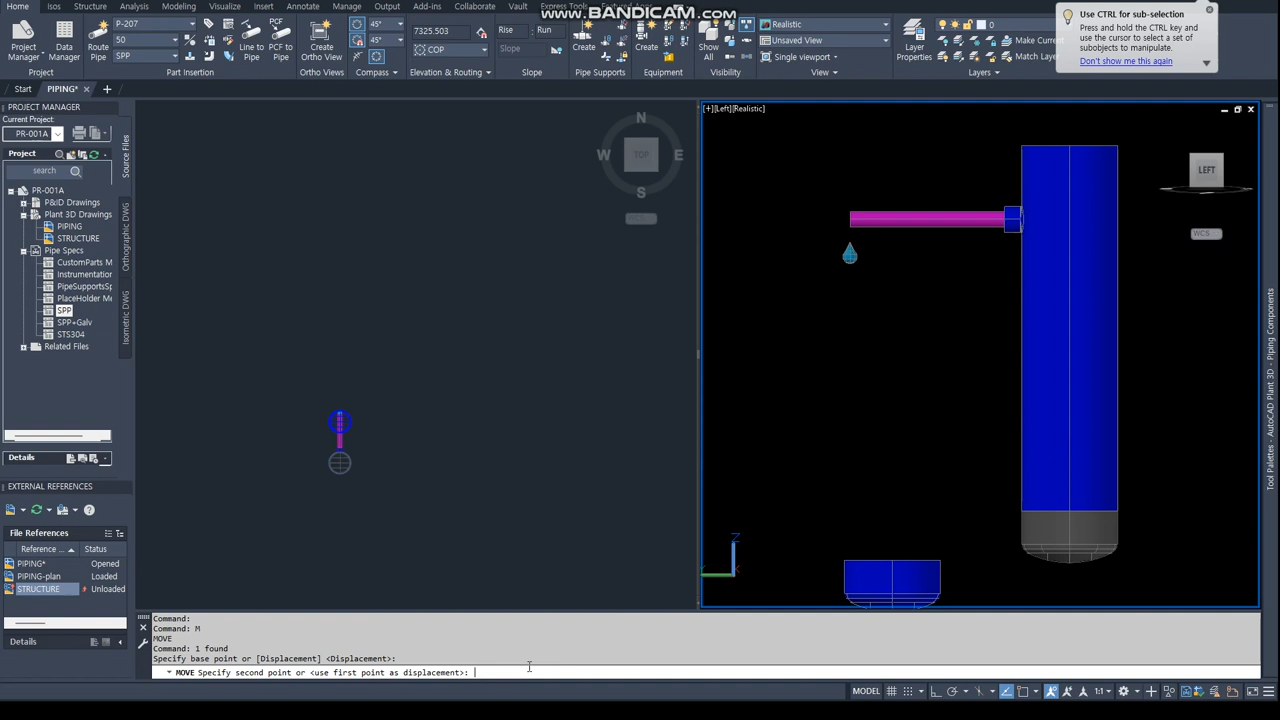 www.BANDICAM.com
Home Structure Analysis Modeling Visualize Insert Annotate Manage Output Add-ins Collaborate Vault Express Tools Featured Apps
Project Manager
Data Manager
Project
Route Pipe
P-207
50
SPP
Line to Pipe
PCF to Pipe
Part Insertion
Create Ortho View
Ortho Views
45°
45°
Compass
7325.503
COP
Elevation & Routing
Rise
Run
Slope
Slope
Create
Pipe Supports
Create
Equipment
Show All
Visibility
Realistic
Unsaved View
Single viewport
View
Layer Properties
0
Make Current
Match Layer
Layers
Use CTRL for sub-selection
Press and hold the CTRL key and
use the cursor to select a set of
subobjects to manipulate.
Don't show me this again
Start
PIPING*
PROJECT MANAGER
Current Project:
PR-001A
Project
search
PR-001A
P&ID Drawings
Plant 3D Drawings
PIPING
STRUCTURE
Pipe Specs
CustomParts M
Instrumentation
PipeSupportsSp
PlaceHolder Me
SPP
SPP+Galv
STS304
Related Files
Source Files
Orthographic DWG
Isometric DWG
Details
EXTERNAL REFERENCES
File References
Reference ...
Status
PIPING*
Opened
PIPING-plan
Loaded
STRUCTURE
Unloaded
Details
N
W
TOP
E
S
[+][Left][Realistic]
LEFT
WCS
Z
Tool Palettes - AutoCAD Plant 3D - Piping Components
Command:
Command: M
MOVE
Command: 1 found
Specify base point or [Displacement] <Displacement>:
MOVE Specify second point or <use first point as displacement>:
MODEL
1:1